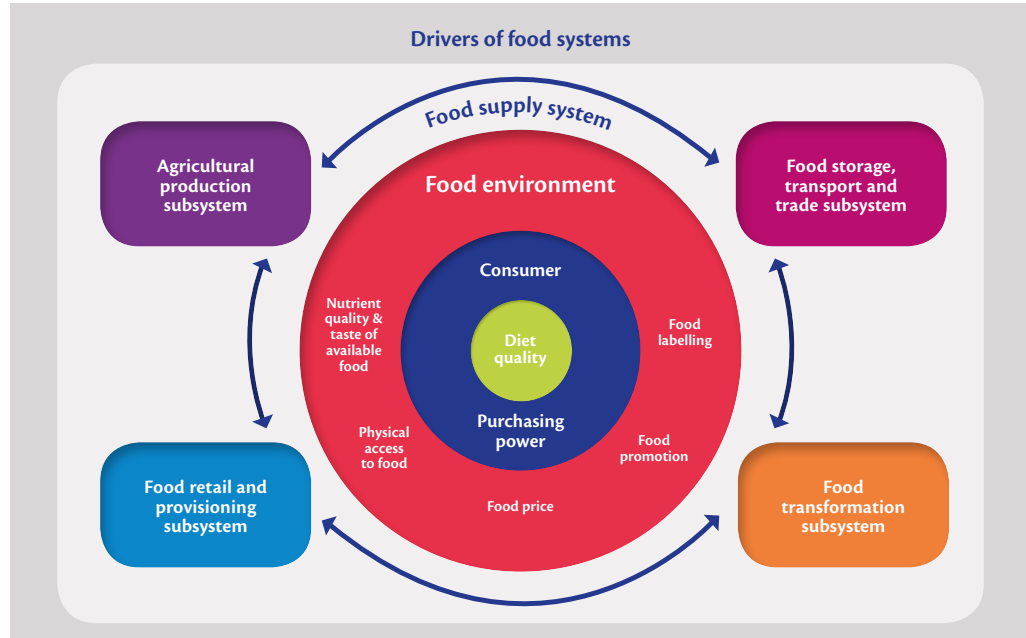 Drivers of food systems
Food supply system
Agricultural
production
subsystem
Food storage,
transport and
trade subsystem
Food environment
Consumer
Nutrient
quality &
taste of
available
food
Diet
quality
Food
labelling
Purchasing
power
Physical
access
to food
Food
promotion
Food price
Food retail and
provisioning
subsystem
Food
transformation
subsystem